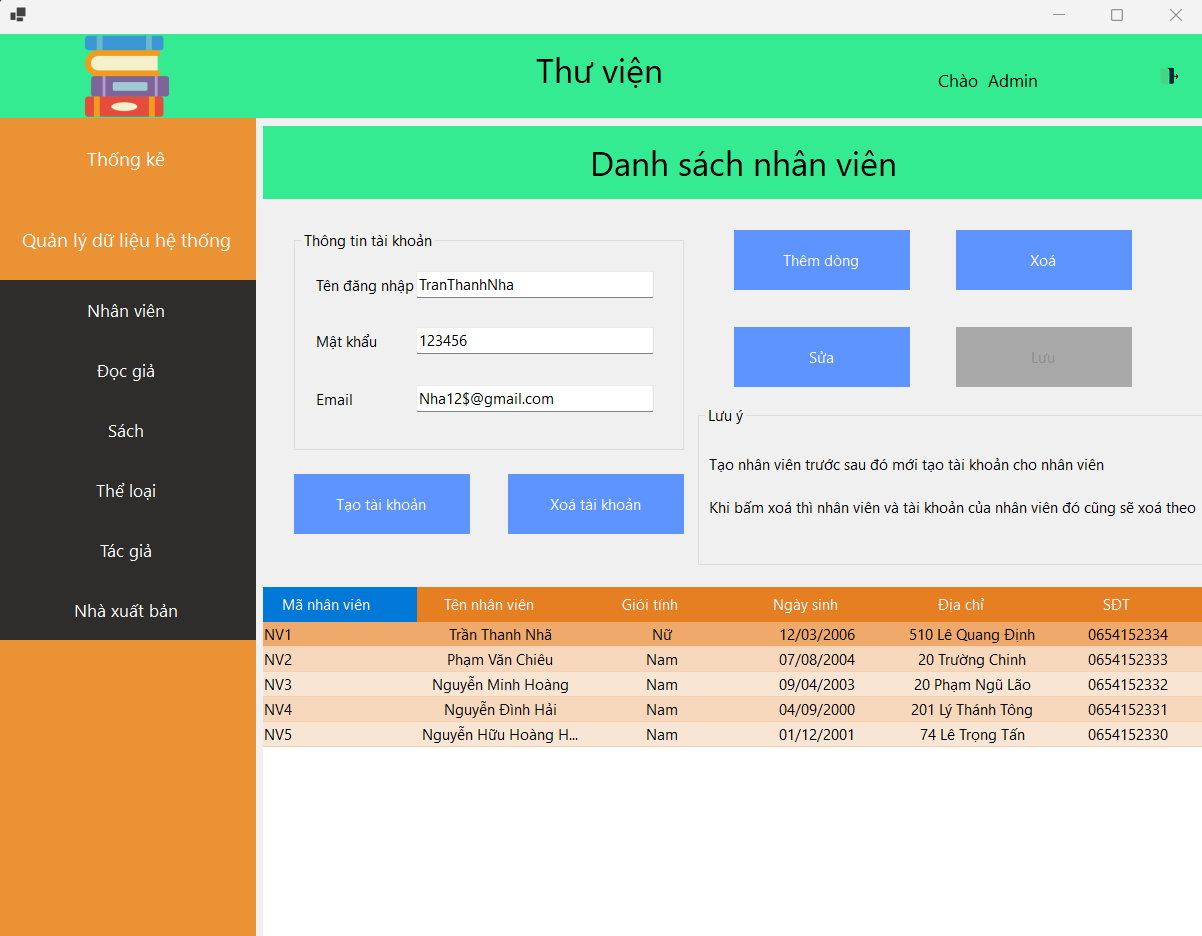 Thư viện
Chào Admin
Thống kê
Quản lý dữ liệu hệ thống
Nhân viên
Đọc giả
Sách
Thể loại
Tác giả
Nhà xuất bản
Danh sách nhân viên
Thông tin tài khoản
Tên đăng nhập TranThanhNha
Mật khẩu 123456
Email Nha12$@gmail.com
Tạo tài khoản Xoá tài khoản
Thêm dòng Xoá
Sửa Lưu
Lưu ý
Tạo nhân viên trước sau đó mới tạo tài khoản cho nhân viên
Khi bấm xoá thì nhân viên và tài khoản của nhân viên đó cũng sẽ xoá theo
Mã nhân viên Tên nhân viên Giói tính Ngày sinh Địa chỉ SĐT
NV1 Trần Thanh Nhã Nữ 12/03/2006 510 Lê Quang Định 0654152334
NV2 Phạm Văn Chiêu Nam 07/08/2004 20 Trường Chinh 0654152333
NV3 Nguyễn Minh Hoàng Nam 09/04/2003 20 Phạm Ngũ Lão 0654152332
NV4 Nguyễn Đình Hải Nam 04/09/2000 201 Lý Thánh Tông 0654152331
NV5 Nguyễn Hữu Hoàng H... Nam 01/12/2001 74 Lê Trọng Tấn 0654152330